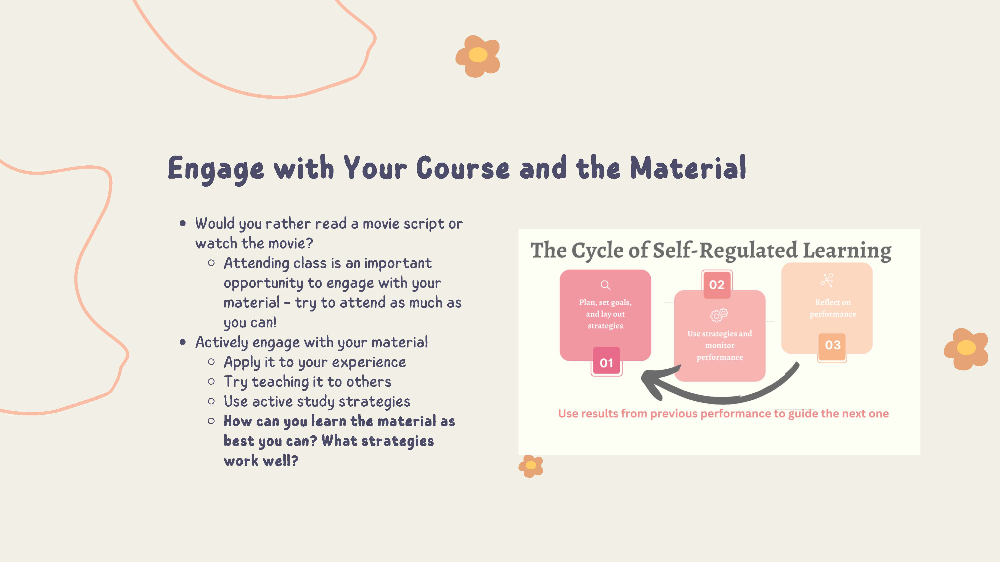 Engage with Your Course and the Material
• Would you rather read a movie script or
watch the movie?
○ Attending class is an important
opportunity to engage with your
material - try to attend as much as
you can!
• Actively engage with your material
○ Apply it to your experience
○ Try teaching it to others
○ Use active study strategies
○ How can you learn the material as
best you can? What strategies
work well?
The Cycle of Self-Regulated Learning
Plan, set goals,
and lay out
strategies
01
02
Use strategies and
monitor
performance
Reflect on
performance
03
Use results from previous performance to guide the next one